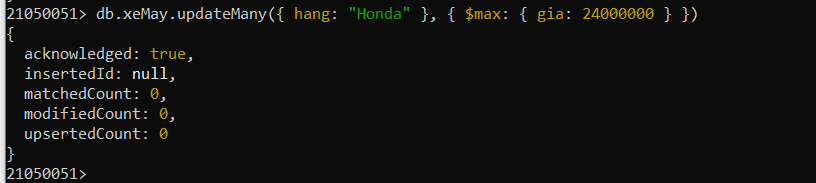 21050051> db.xeMay.updateMany({ hang: "Honda" }, { $max: { gia: 24000000 } })
{
  acknowledged: true,
  insertedId: null,
  matchedCount: 0,
  modifiedCount: 0,
  upsertedCount: 0
}
21050051>